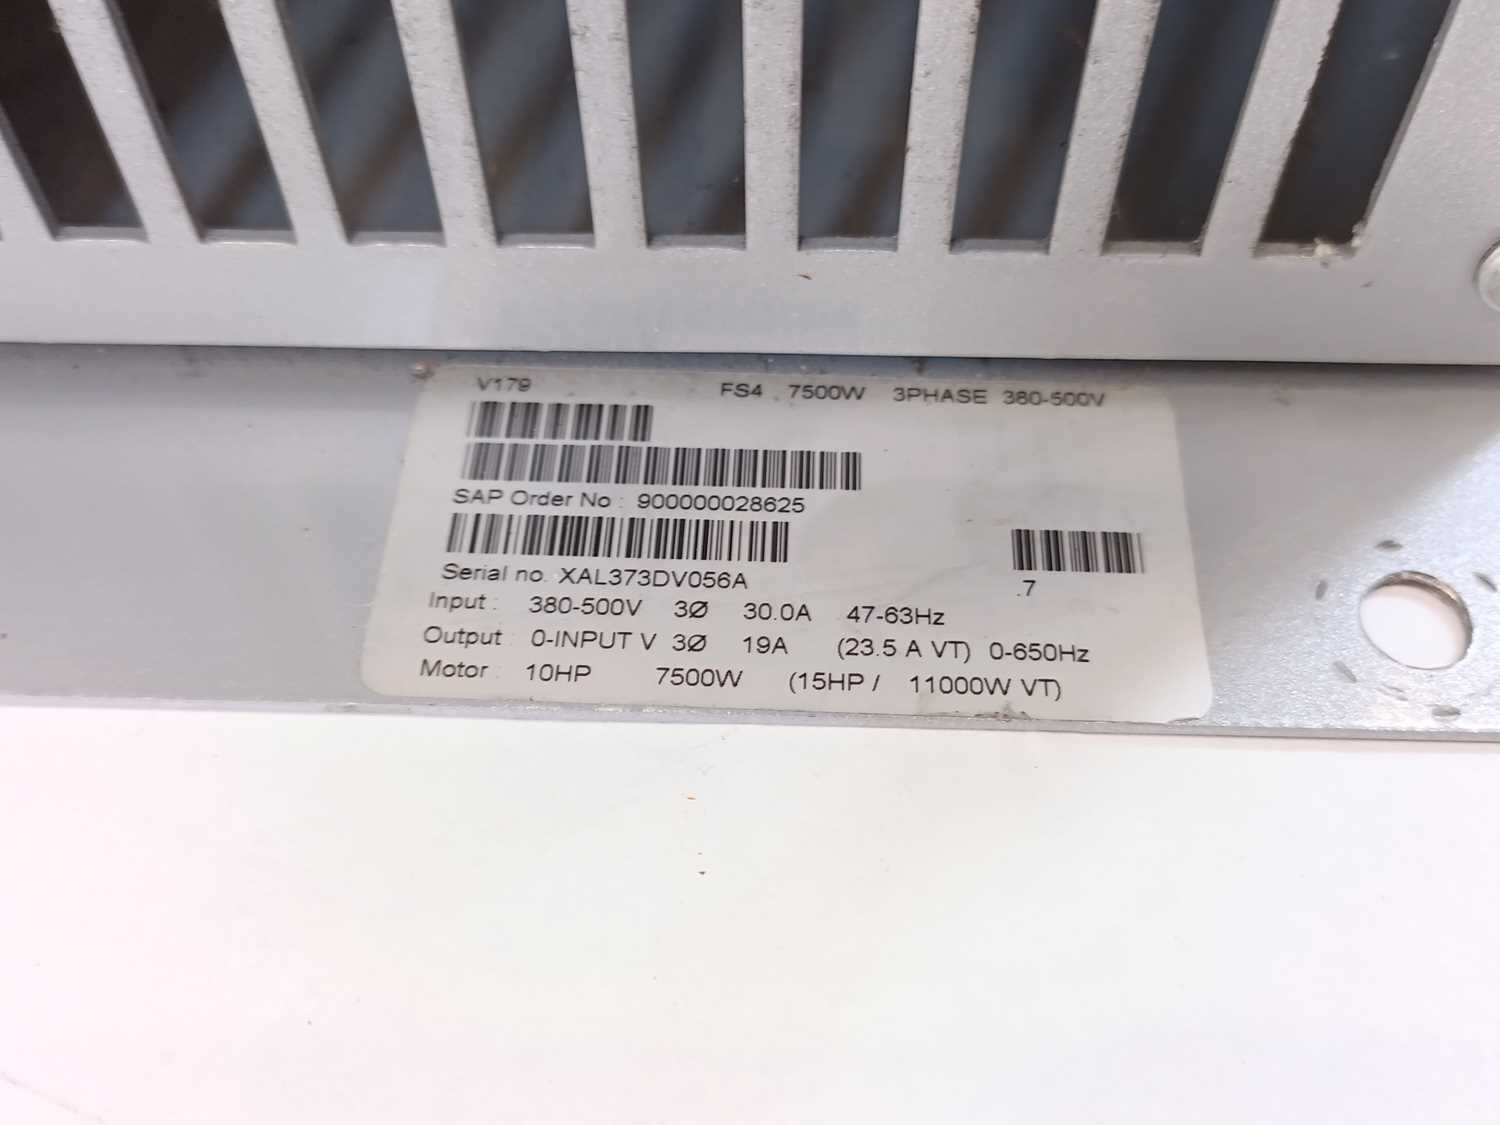 V179 FS4 7500W 3PHASE 380-500V
SAP Order No : 900000028625
Serial no. XAL373DV056A
.7
Input : 380-500V 3Ø 30.0A 47-63Hz
Output : 0-INPUT V 3Ø 19A (23.5 A VT) 0-650Hz
Motor : 10HP 7500W (15HP / 11000W VT)